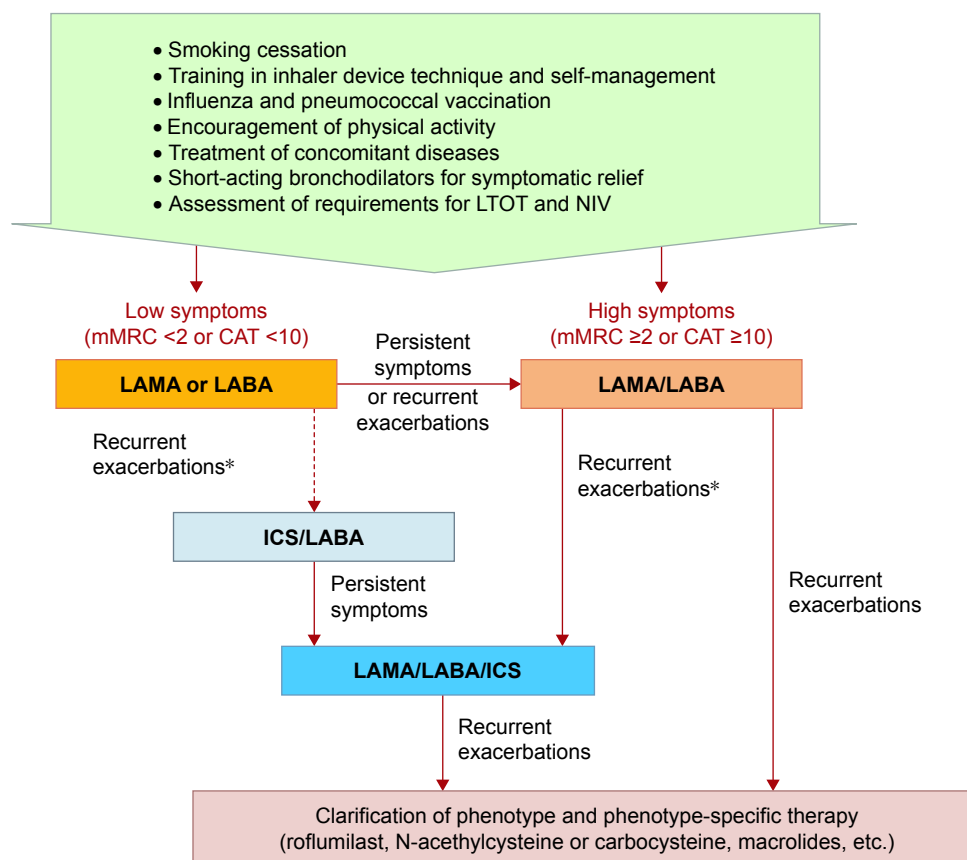 • Smoking cessation
• Training in inhaler device technique and self-management
• Influenza and pneumococcal vaccination
• Encouragement of physical activity
• Treatment of concomitant diseases
• Short-acting bronchodilators for symptomatic relief
• Assessment of requirements for LTOT and NIV
Low symptoms
(mMRC <2 or CAT <10)
High symptoms
(mMRC ≥2 or CAT ≥10)
LAMA or LABA
Persistent
symptoms
or recurrent
exacerbations
LAMA/LABA
Recurrent
exacerbations*
Recurrent
exacerbations*
ICS/LABA
Persistent
symptoms
Recurrent
exacerbations
LAMA/LABA/ICS
Recurrent
exacerbations
Clarification of phenotype and phenotype-specific therapy
(roflumilast, N-acethylcysteine or carbocysteine, macrolides, etc.)